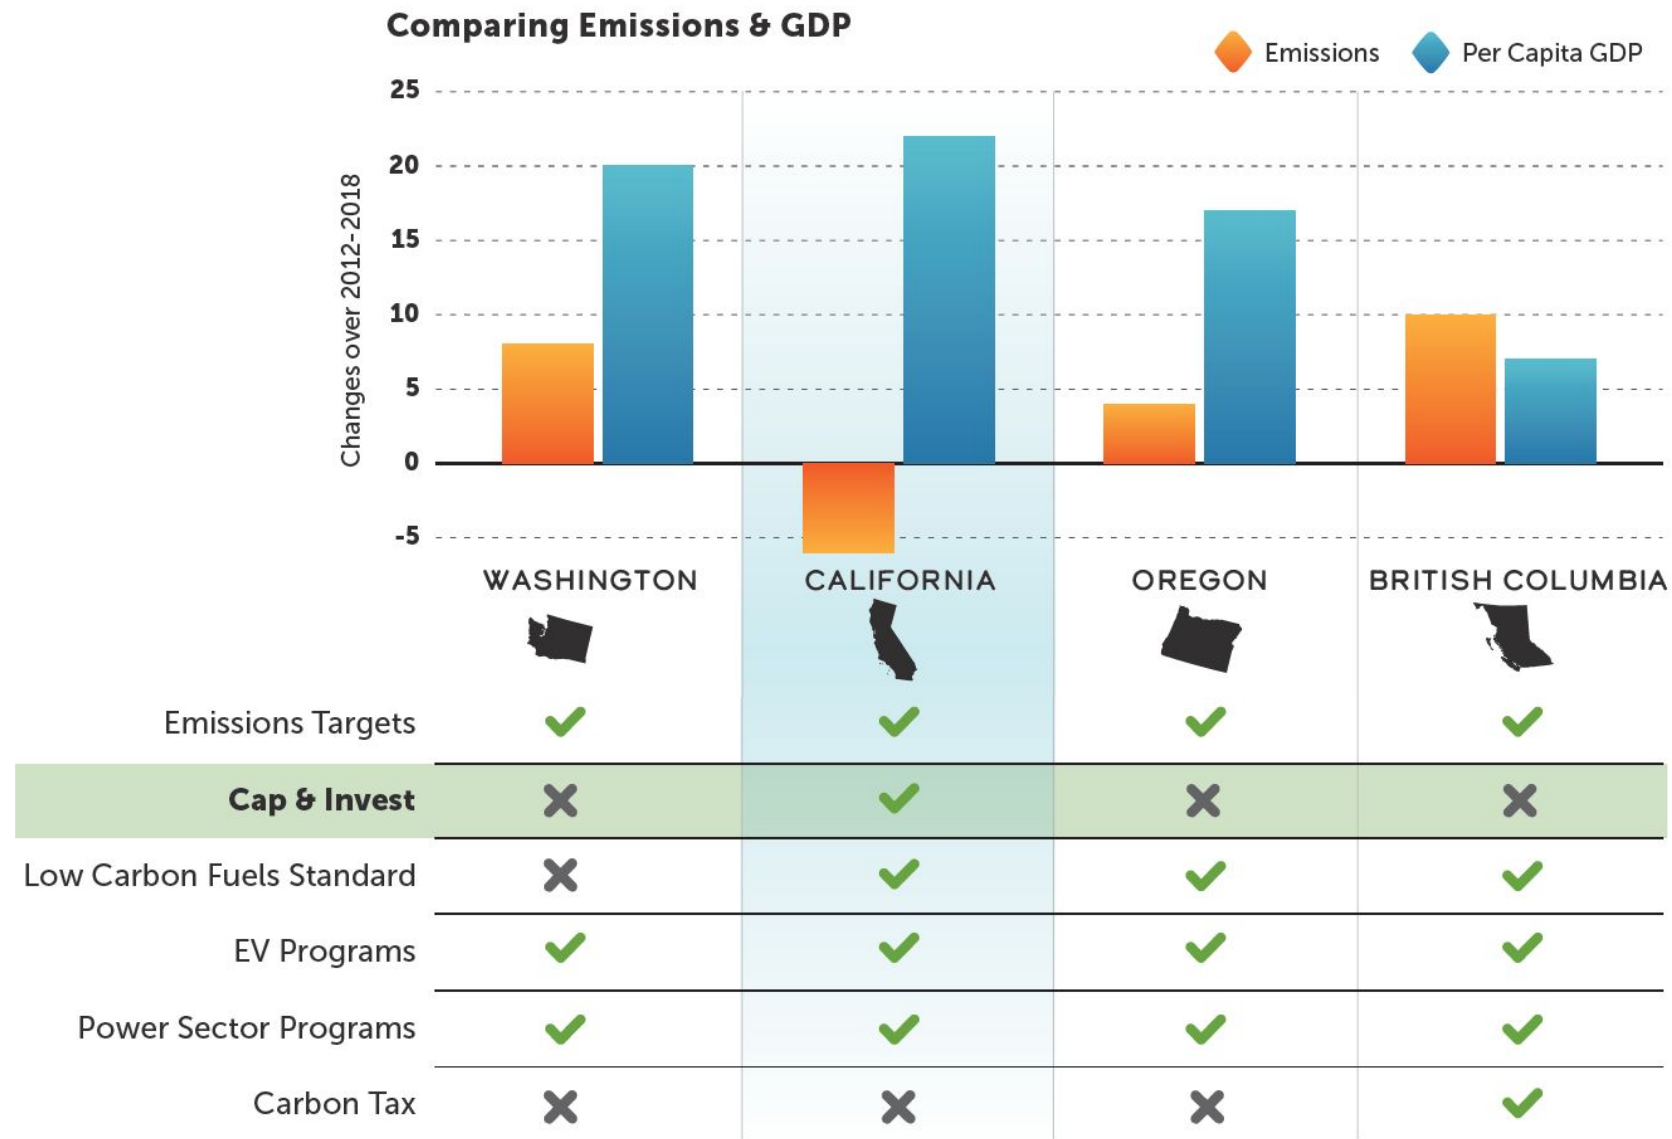 Comparing Emissions & GDP
Emissions
Per Capita GDP
Changes over 2012-2018
25
20
15
10
5
0
-5
WASHINGTON
CALIFORNIA
OREGON
BRITISH COLUMBIA
Emissions Targets
Cap & Invest
Low Carbon Fuels Standard
EV Programs
Power Sector Programs
Carbon Tax